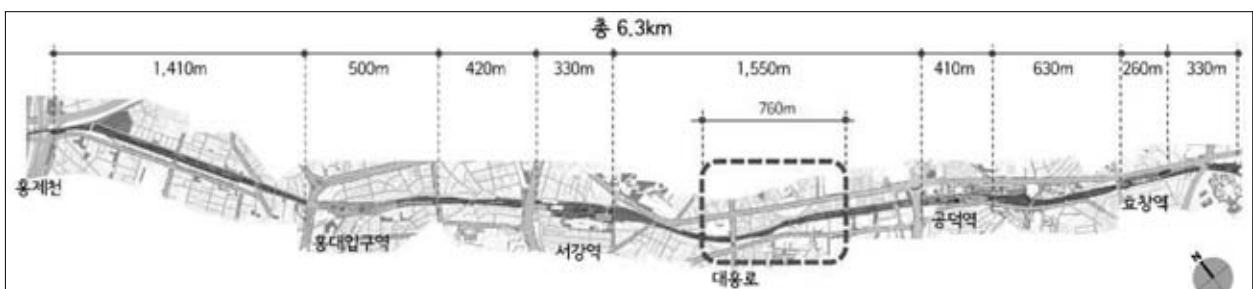 총 6.3km
1,410m 500m 420m 330m 1,550m 410m 630m 260m 330m
760m
홍제천
홍대입구역
서강역
대흥로
공덕역
효창역
N